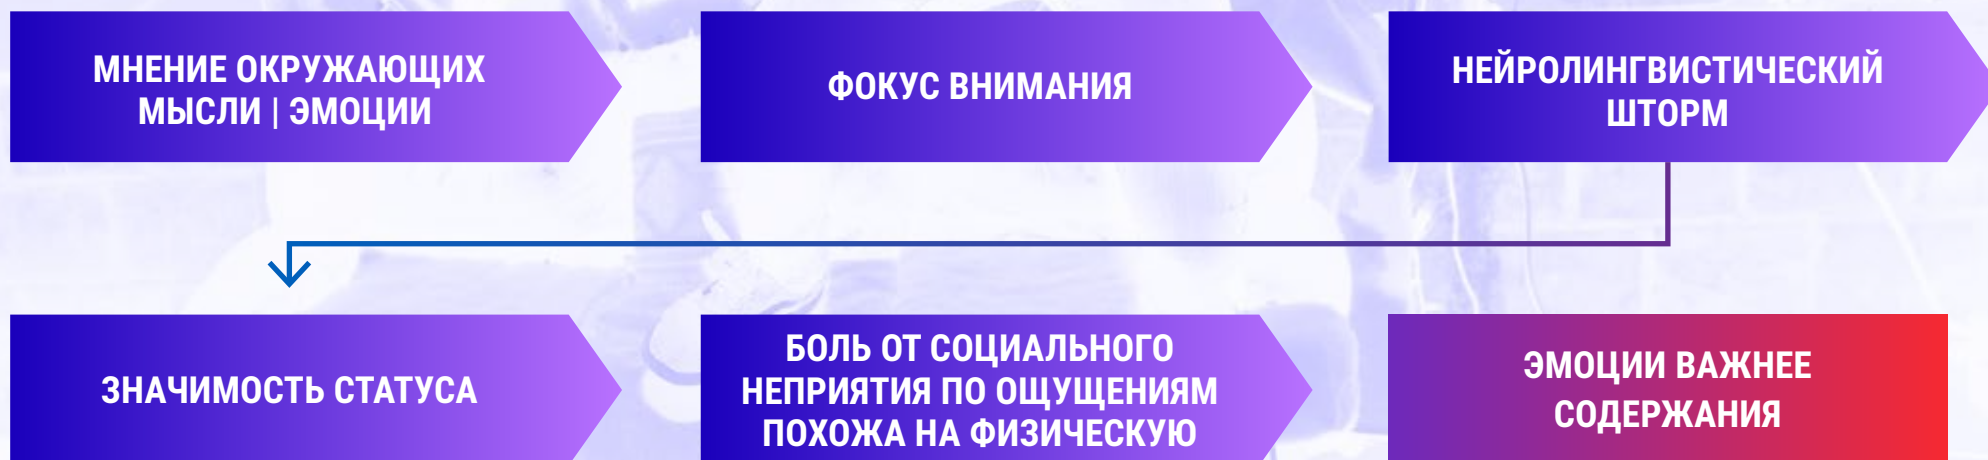 МНЕНИЕ ОКРУЖАЮЩИХ
МЫСЛИ | ЭМОЦИИ
ФОКУС ВНИМАНИЯ
НЕЙРОЛИНГВИСТИЧЕСКИЙ
ШТОРМ
ЗНАЧИМОСТЬ СТАТУСА
БОЛЬ ОТ СОЦИАЛЬНОГО
НЕПРИЯТИЯ ПО ОЩУЩЕНИЯМ
ПОХОЖА НА ФИЗИЧЕСКУЮ
ЭМОЦИИ ВАЖНЕЕ
СОДЕРЖАНИЯ